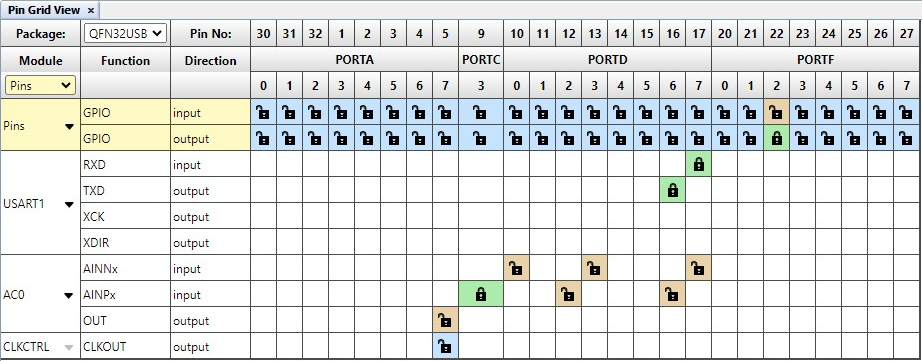 Pin Grid View ×
Package: QFN32USB Pin No: 30 31 32 1 2 3 4 5 9 10 11 12 13 14 15 16 17 20 21 22 23 24 25 26 27
Module Function Direction PORTA PORTC PORTD PORTF
Pins 0 1 2 3 4 5 6 7 3 0 1 2 3 4 5 6 7 0 1 2 3 4 5 6 7
Pins GPIO input
GPIO output
USART1 RXD input
TXD output
XCK output
XDIR output
AC0 AINNx input
AINPx input
OUT output
CLKCTRL CLKOUT output